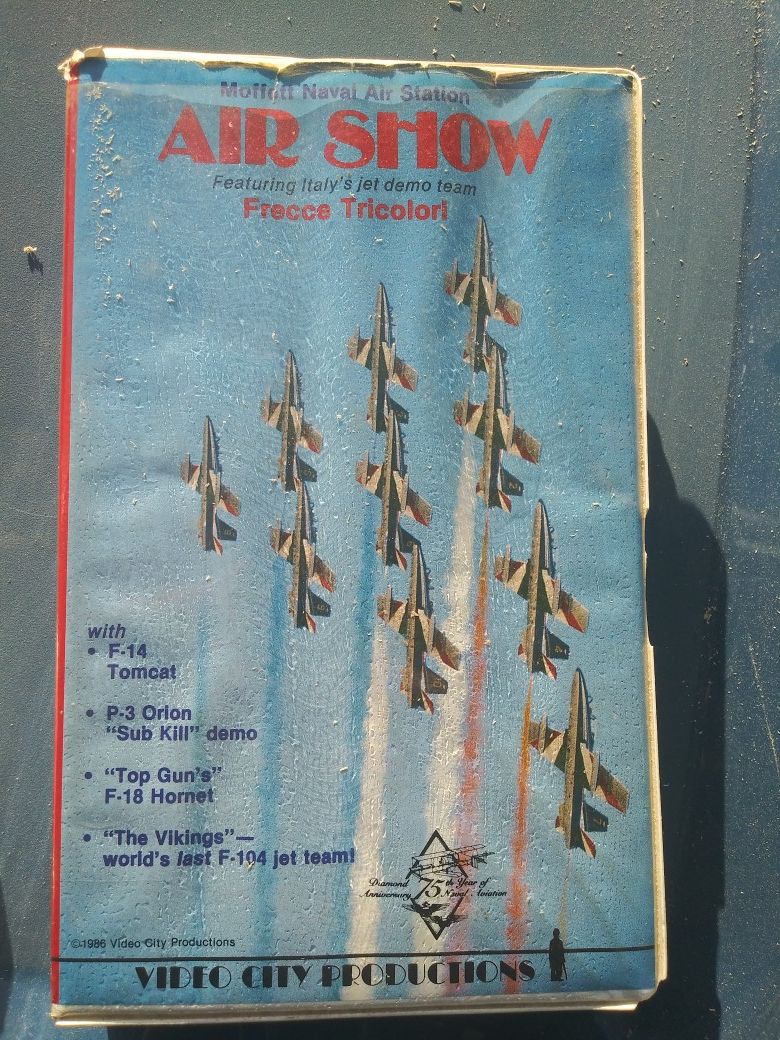 Moffett Naval Air Station
AIR SHOW
Featuring Italy's jet demo team
Frecce Tricolori
with
• F-14
Tomcat
• P-3 Orion
"Sub Kill" demo
• "Top Gun's"
F-18 Hornet
• "The Vikings"—
world's last F-104 jet team!
Diamond 75th Year of
Anniversary Naval Aviation
©1986 Video City Productions
VIDEO CITY PRODUCTIONS